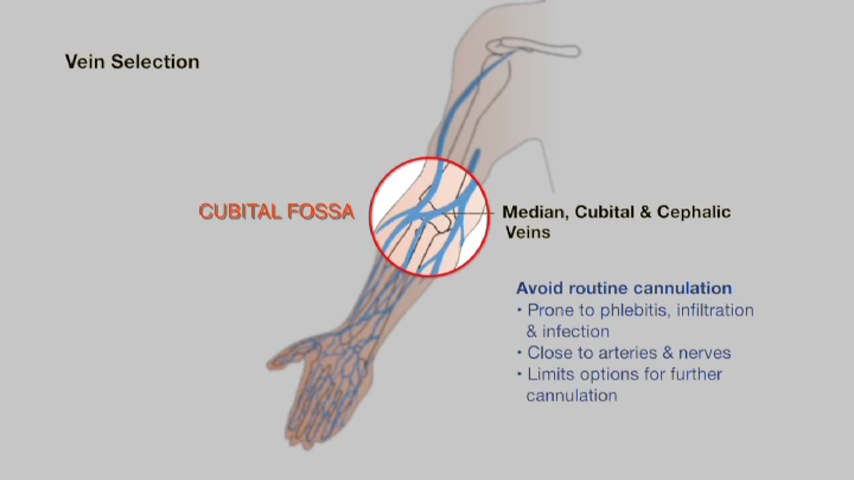 Vein Selection
CUBITAL FOSSA
Median, Cubital & Cephalic
Veins
Avoid routine cannulation
• Prone to phlebitis, infiltration
& infection
• Close to arteries & nerves
• Limits options for further
cannulation